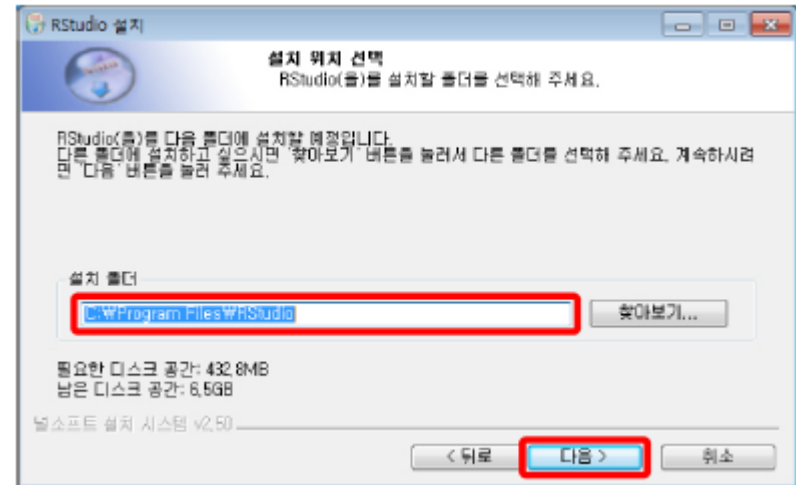 RStudio 설치
설치 위치 선택
RStudio(을)를 설치할 폴더를 선택해 주세요.
RStudio(을)를 다음 폴더에 설치할 예정입니다.
다른 폴더에 설치하고 싶으시면 '찾아보기' 버튼을 눌러서 다른 폴더를 선택해 주세요. 계속하시려
면 '다음' 버튼을 눌러 주세요.
설치 폴더
C:₩Program Files₩RStudio
찾아보기...
필요한 디스크 공간: 432.8MB
남은 디스크 공간: 6.5GB
널소프트 설치 시스템 v2.50
< 뒤로
다음 >
취소